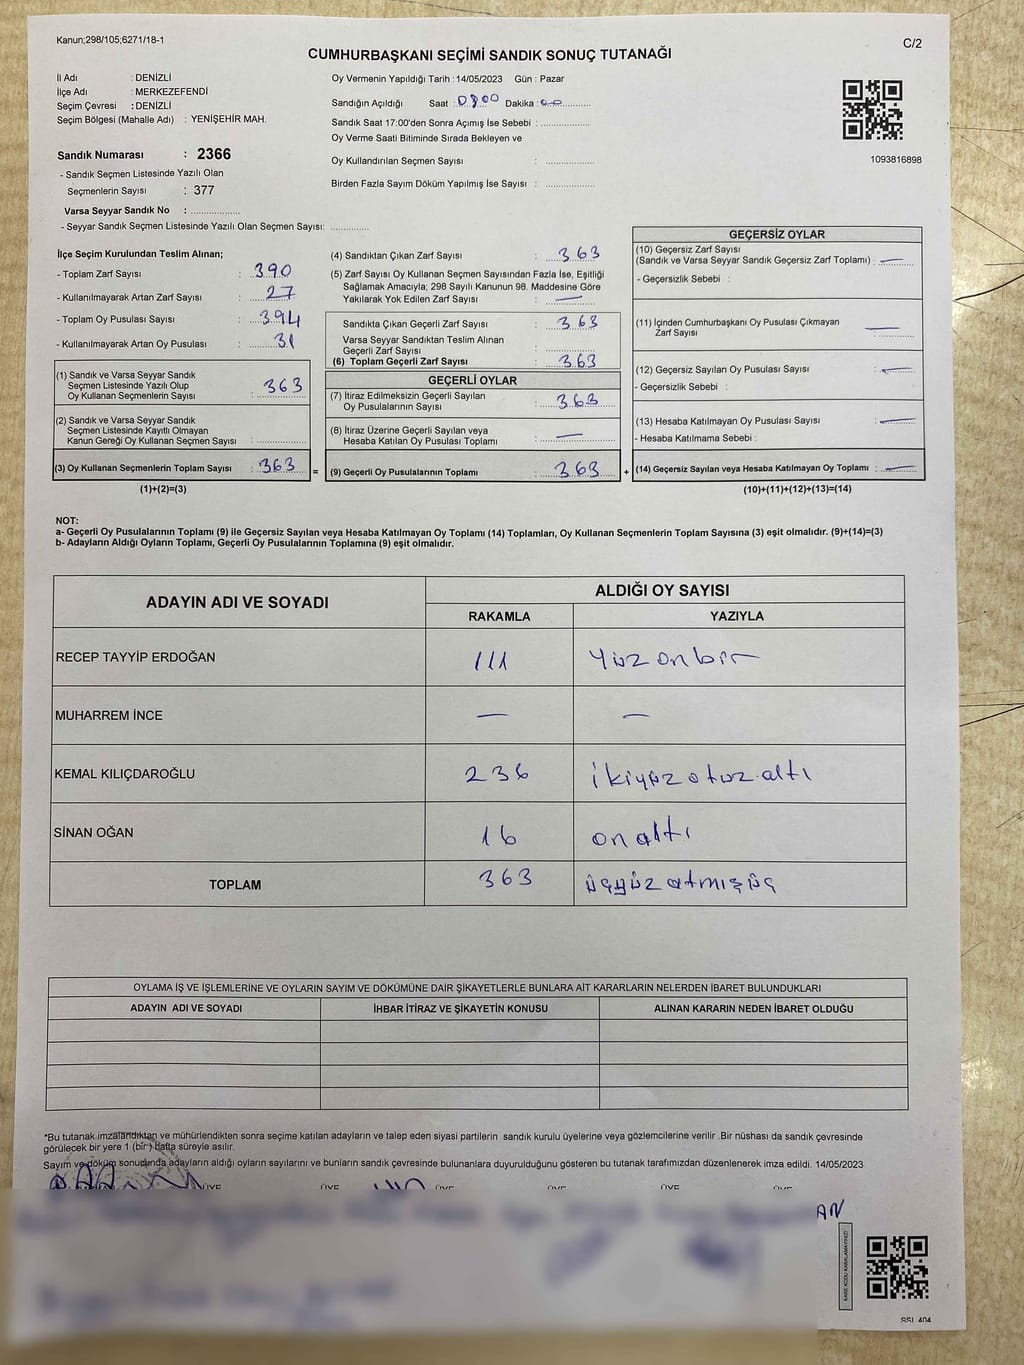 Kanun;298/105;6271/18-1
C/2
CUMHURBAŞKANI SEÇİMİ SANDIK SONUÇ TUTANAĞI
İl Adı : DENİZLİ
İlçe Adı : MERKEZEFENDİ
Seçim Çevresi : DENİZLİ
Seçim Bölgesi (Mahalle Adı) : YENİŞEHİR MAH.
Sandık Numarası : 2366
- Sandık Seçmen Listesinde Yazılı Olan
Seçmenlerin Sayısı : 377
Varsa Seyyar Sandık No : ..................
- Seyyar Sandık Seçmen Listesinde Yazılı Olan Seçmen Sayısı: .............
Oy Vermenin Yapıldığı Tarih : 14/05/2023 Gün : Pazar
Sandığın Açıldığı Saat : 0800 Dakika : 00
Sandık Saat 17:00'den Sonra Açımış İse Sebebi : ................
Oy Verme Saati Bitiminde Sırada Bekleyen ve
Oy Kullandırılan Seçmen Sayısı : ................
Birden Fazla Sayım Döküm Yapılmış İse Sayısı : ................
1093816898
İlçe Seçim Kurulundan Teslim Alınan;
- Toplam Zarf Sayısı : 390
- Kullanılmayarak Artan Zarf Sayısı : 27
- Toplam Oy Pusulası Sayısı : 394
- Kullanılmayarak Artan Oy Pusulası : 31
(1) Sandık ve Varsa Seyyar Sandık
Seçmen Listesinde Yazılı Olup
Oy Kullanan Seçmenlerin Sayısı : 363
(2) Sandık ve Varsa Seyyar Sandık
Seçmen Listesinde Kayıtlı Olmayan
Kanun Gereği Oy Kullanan Seçmen Sayısı : ................
(3) Oy Kullanan Seçmenlerin Toplam Sayısı : 363 =
(1)+(2)=(3)
(4) Sandıktan Çıkan Zarf Sayısı : 363
(5) Zarf Sayısı Oy Kullanan Seçmen Sayısından Fazla İse, Eşitliği
Sağlamak Amacıyla; 298 Sayılı Kanunun 98. Maddesine Göre
Yakılarak Yok Edilen Zarf Sayısı : —
Sandıkta Çıkan Geçerli Zarf Sayısı : 363
Varsa Seyyar Sandıktan Teslim Alınan
Geçerli Zarf Sayısı : ................
(6) Toplam Geçerli Zarf Sayısı : 363
GEÇERLİ OYLAR
(7) İtiraz Edilmeksizin Geçerli Sayılan
Oy Pusulalarının Sayısı : 363
(8) İtiraz Üzerine Geçerli Sayılan veya
Hesaba Katılan Oy Pusulası Toplamı : —
(9) Geçerli Oy Pusulalarının Toplamı : 363 +
GEÇERSİZ OYLAR
(10) Geçersiz Zarf Sayısı
(Sandık ve Varsa Seyyar Sandık Geçersiz Zarf Toplamı) : —
- Geçersizlik Sebebi :
(11) İçinden Cumhurbaşkanı Oy Pusulası Çıkmayan
Zarf Sayısı : —
(12) Geçersiz Sayılan Oy Pusulası Sayısı : —
- Geçersizlik Sebebi :
(13) Hesaba Katılmayan Oy Pusulası Sayısı : —
- Hesaba Katılmama Sebebi :
(14) Geçersiz Sayılan veya Hesaba Katılmayan Oy Toplamı : —
(10)+(11)+(12)+(13)=(14)
NOT:
a- Geçerli Oy Pusulalarının Toplamı (9) ile Geçersiz Sayılan veya Hesaba Katılmayan Oy Toplamı (14) Toplamları, Oy Kullanan Seçmenlerin Toplam Sayısına (3) eşit olmalıdır. (9)+(14)=(3)
b- Adayların Aldığı Oyların Toplamı, Geçerli Oy Pusulalarının Toplamına (9) eşit olmalıdır.
ADAYIN ADI VE SOYADI
ALDIĞI OY SAYISI
RAKAMLA YAZIYLA
RECEP TAYYİP ERDOĞAN 111 Yüz onbir
MUHARREM İNCE — —
KEMAL KILIÇDAROĞLU 236 ikiyüz otuz altı
SİNAN OĞAN 16 on altı
TOPLAM 363 üçyüz atmışüç
OYLAMA İŞ VE İŞLEMLERİNE VE OYLARIN SAYIM VE DÖKÜMÜNE DAİR ŞİKAYETLERLE BUNLARA AİT KARARLARIN NELERDEN İBARET BULUNDUKLARI
ADAYIN ADI VE SOYADI İHBAR İTİRAZ VE ŞİKAYETİN KONUSU ALINAN KARARIN NEDEN İBARET OLDUĞU
*Bu tutanak imzalandıktan ve mühürlendikten sonra seçime katılan adayların ve talep eden siyasi partilerin sandık kurulu üyelerine veya gözlemcilerine verilir .Bir nüshası da sandık çevresinde
görülecek bir yere 1 (bir) hafta süreyle asılır.
Sayım ve döküm sonucunda adayların aldığı oyların sayılarını ve bunların sandık çevresinde bulunanlara duyurulduğunu gösteren bu tutanak tarafımızdan düzenlenerek imza edildi. 14/05/2023
ÜYE ÜYE ÜYE ÜYE ÜYE ÜYE
AN
KARE KODU KARALAMAYINIZ!
SSL 404